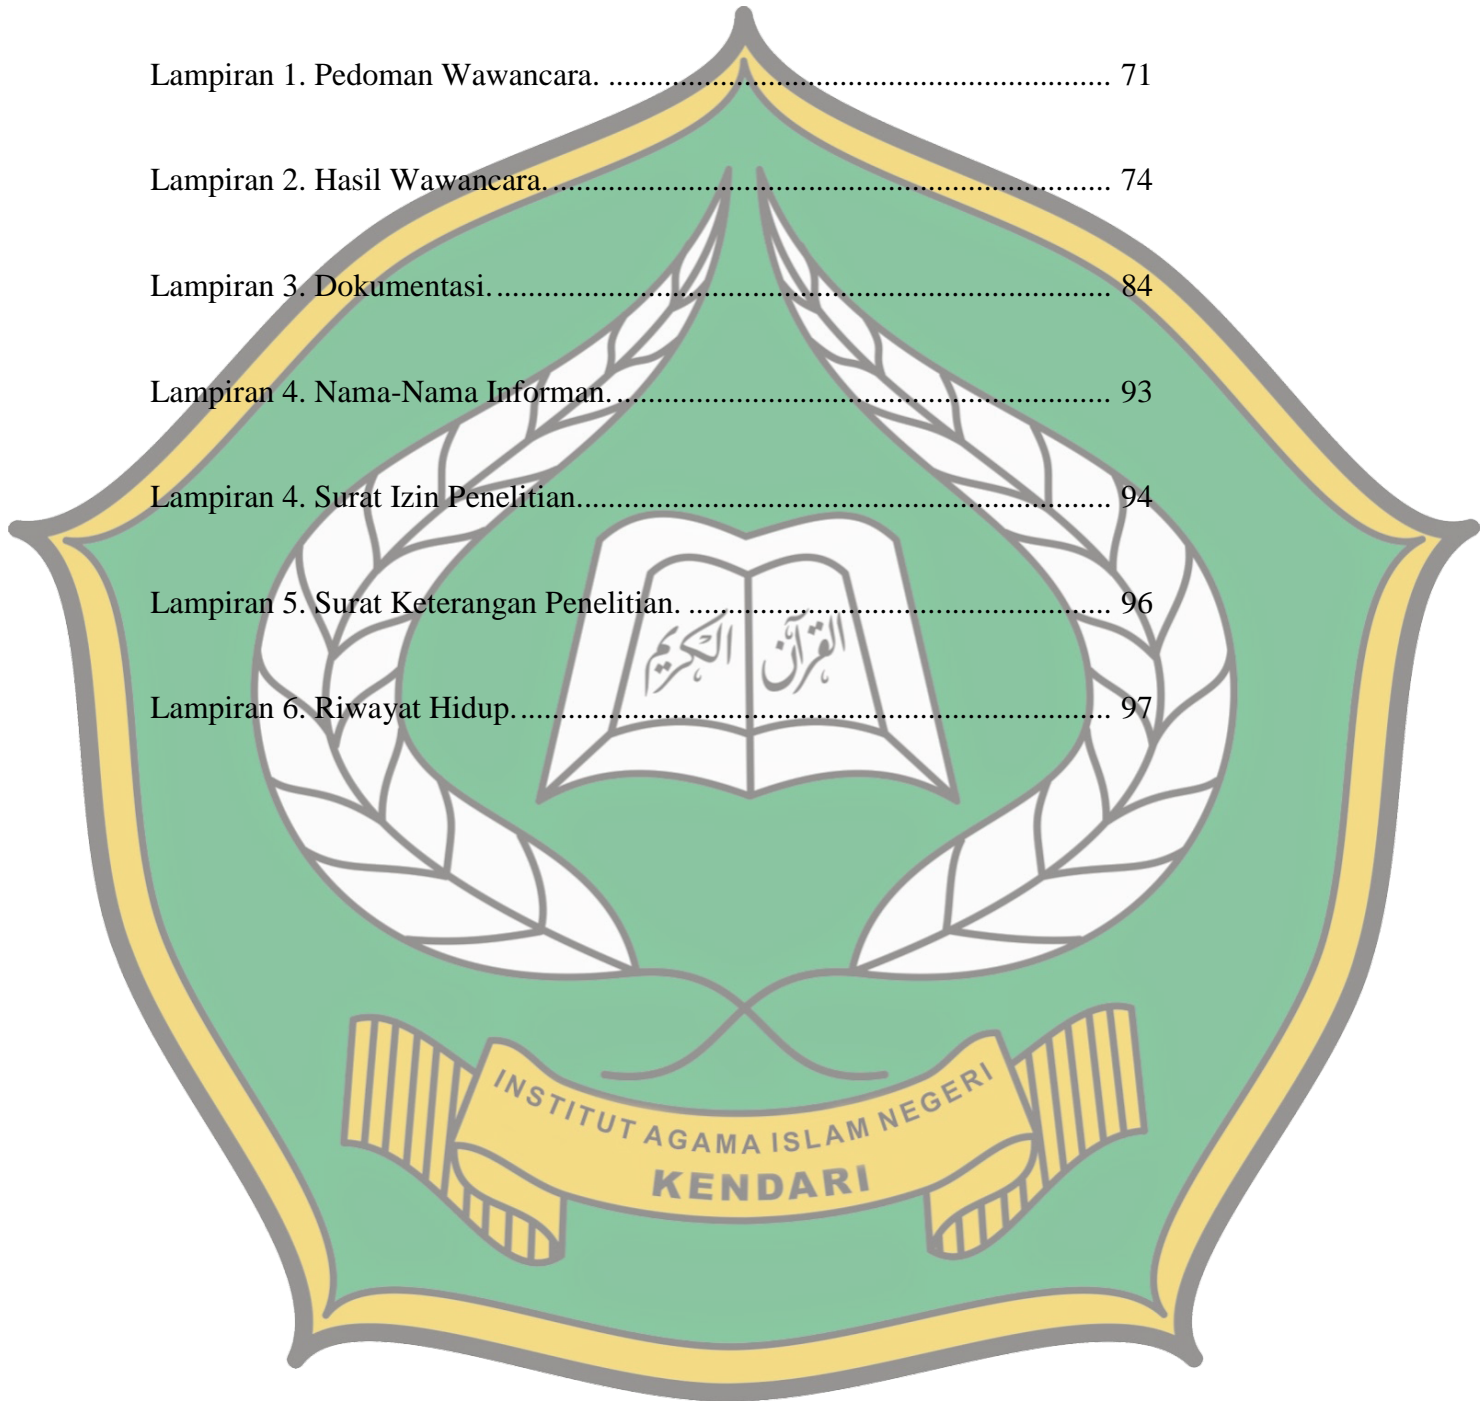 Lampiran 1. Pedoman Wawancara. ............................................................... 71
Lampiran 2. Hasil Wawancara. ...................................................................... 74
Lampiran 3. Dokumentasi. ............................................................................. 84
Lampiran 4. Nama-Nama Informan. .............................................................. 93
Lampiran 4. Surat Izin Penelitian................................................................... 94
Lampiran 5. Surat Keterangan Penelitian. ..................................................... 96
Lampiran 6. Riwayat Hidup. .......................................................................... 97
القرآن الكريم
INSTITUT AGAMA ISLAM NEGERI
KENDARI